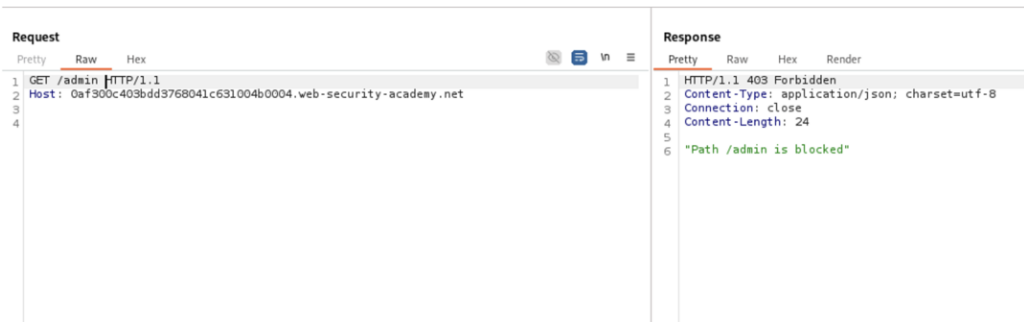 Request
Pretty Raw Hex \n
1 GET /admin HTTP/1.1
2 Host: 0af300c403bdd3768041c631004b0004.web-security-academy.net
3
4
Response
Pretty Raw Hex Render
1 HTTP/1.1 403 Forbidden
2 Content-Type: application/json; charset=utf-8
3 Connection: close
4 Content-Length: 24
5
6 "Path /admin is blocked"